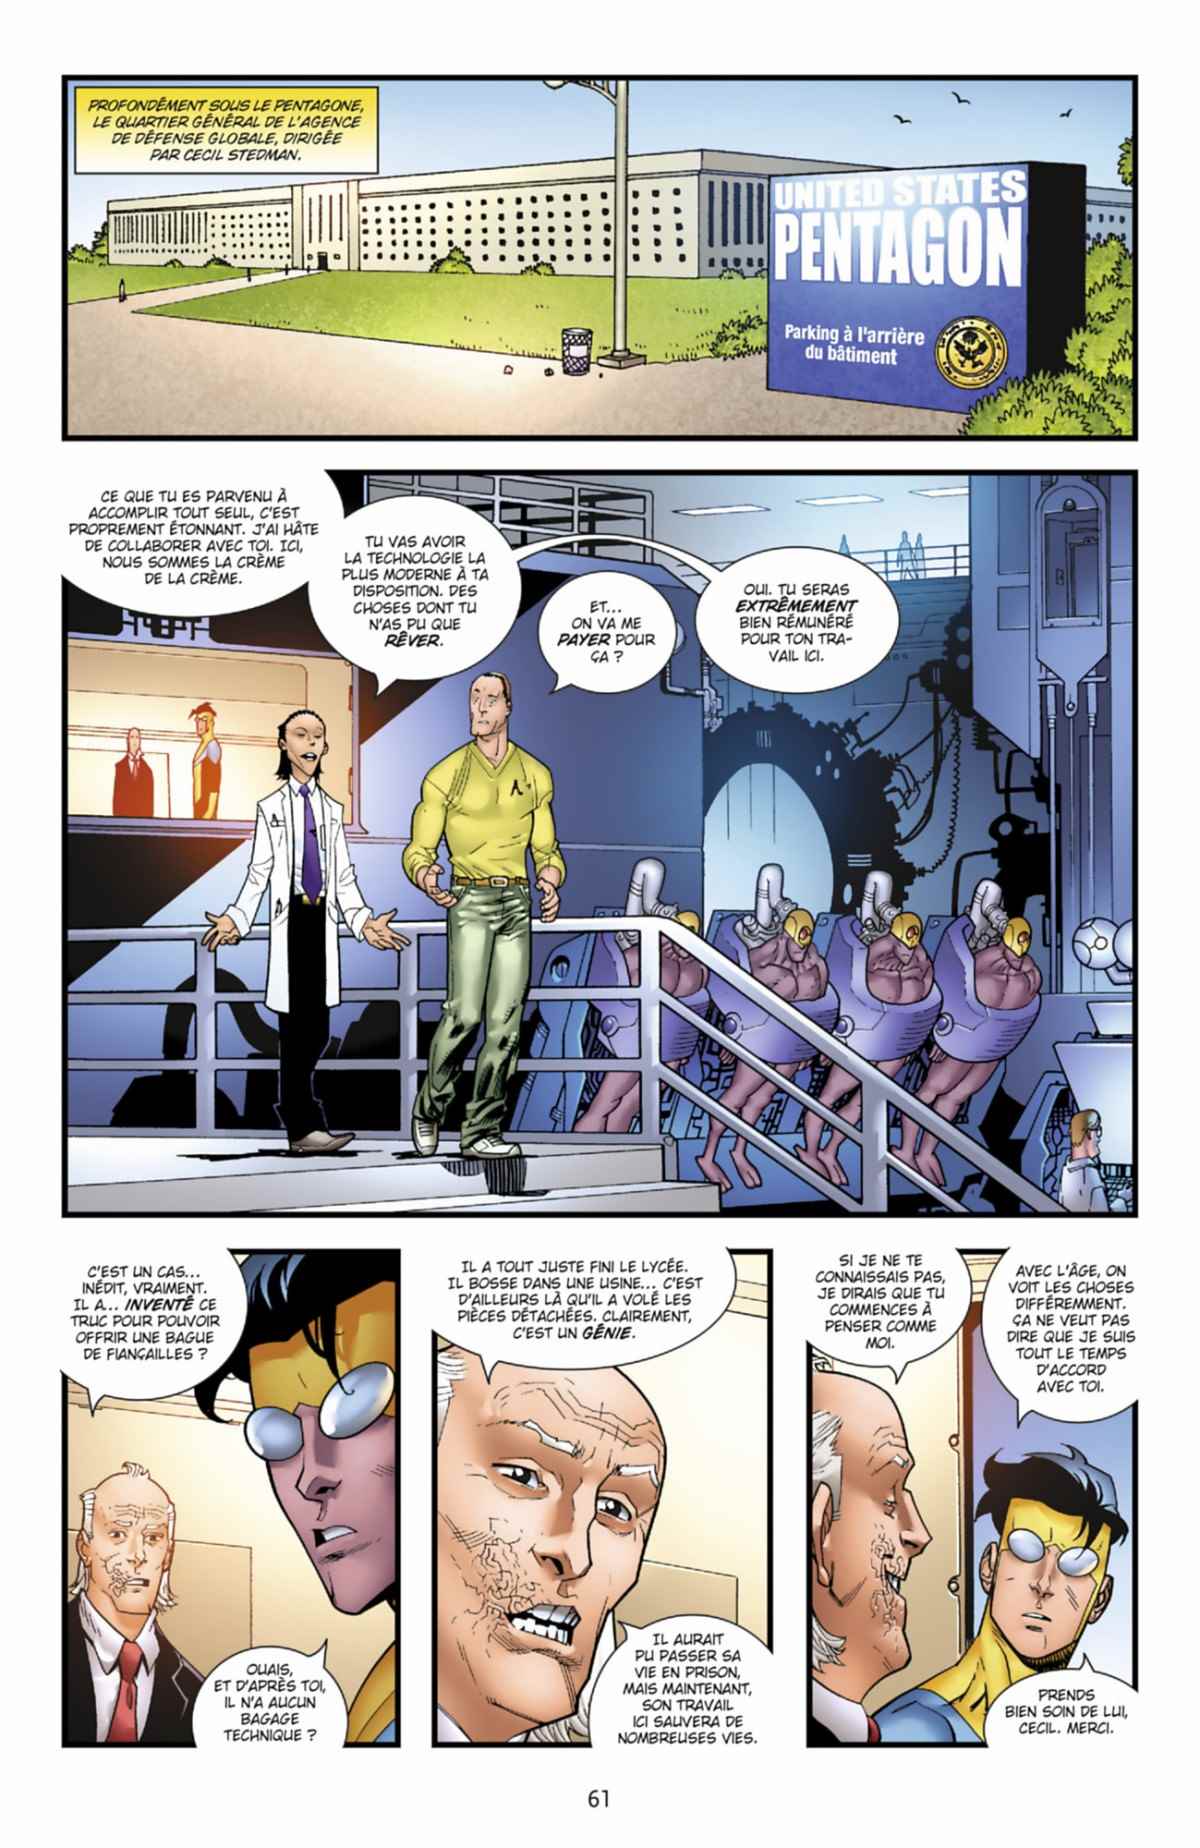 PROFONDÉMENT SOUS LE PENTAGONE,
LE QUARTIER GÉNÉRAL DE L'AGENCE
DE DÉFENSE GLOBALE, DIRIGÉE
PAR CECIL STEDMAN.
UNITED STATES
PENTAGON
Parking à l'arrière
du bâtiment
CE QUE TU ES PARVENU À
ACCOMPLIR TOUT SEUL, C'EST
PROPREMENT ÉTONNANT. J'AI HÂTE
DE COLLABORER AVEC TOI. ICI,
NOUS SOMMES LA CRÈME
DE LA CRÈME.
TU VAS AVOIR
LA TECHNOLOGIE LA
PLUS MODERNE À TA
DISPOSITION. DES
CHOSES DONT TU
N'AS PU QUE
RÊVER.
ET...
ON VA ME
PAYER POUR
ÇA ?
OUI. TU SERAS
EXTRÊMEMENT
BIEN RÉMUNÉRÉ
POUR TON TRA-
VAIL ICI.
C'EST UN CAS...
INÉDIT, VRAIMENT.
IL A... INVENTÉ CE
TRUC POUR POUVOIR
OFFRIR UNE BAGUE
DE FIANÇAILLES ?
OUAIS,
ET D'APRÈS TOI,
IL N'A AUCUN
BAGAGE
TECHNIQUE ?
IL A TOUT JUSTE FINI LE LYCÉE.
IL BOSSE DANS UNE USINE... C'EST
D'AILLEURS LÀ QU'IL A VOLÉ LES
PIÈCES DÉTACHÉES. CLAIREMENT,
C'EST UN GÉNIE.
IL AURAIT
PU PASSER SA
VIE EN PRISON,
MAIS MAINTENANT,
SON TRAVAIL
ICI SAUVERA DE
NOMBREUSES VIES.
SI JE NE TE
CONNAISSAIS PAS,
JE DIRAIS QUE TU
COMMENCES À
PENSER COMME
MOI.
AVEC L'ÂGE, ON
VOIT LES CHOSES
DIFFÉREMMENT.
ÇA NE VEUT PAS
DIRE QUE JE SUIS
TOUT LE TEMPS
D'ACCORD
AVEC TOI.
PRENDS
BIEN SOIN DE LUI,
CECIL. MERCI.
61